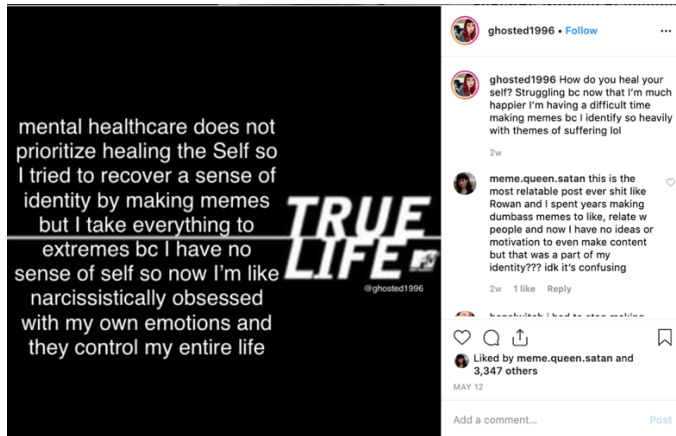 mental healthcare does not
prioritize healing the Self so
I tried to recover a sense of
identity by making memes
but I take everything to
extremes bc I have no
sense of self so now I'm like
narcissistically obsessed
with my own emotions and
they control my entire life
TRUE
LIFE
@ghosted1996
ghosted1996 • Follow
ghosted1996 How do you heal your
self? Struggling bc now that I'm much
happier I'm having a difficult time
making memes bc I identify so heavily
with themes of suffering lol
2w
meme.queen.satan this is the
most relatable post ever shit like
Rowan and I spent years making
dumbass memes to like, relate w
people and now I have no ideas or
motivation to even make content
but that was a part of my
identity??? idk it's confusing
2w 1 like Reply
Liked by meme.queen.satan and
3,347 others
MAY 12
Add a comment...
Post